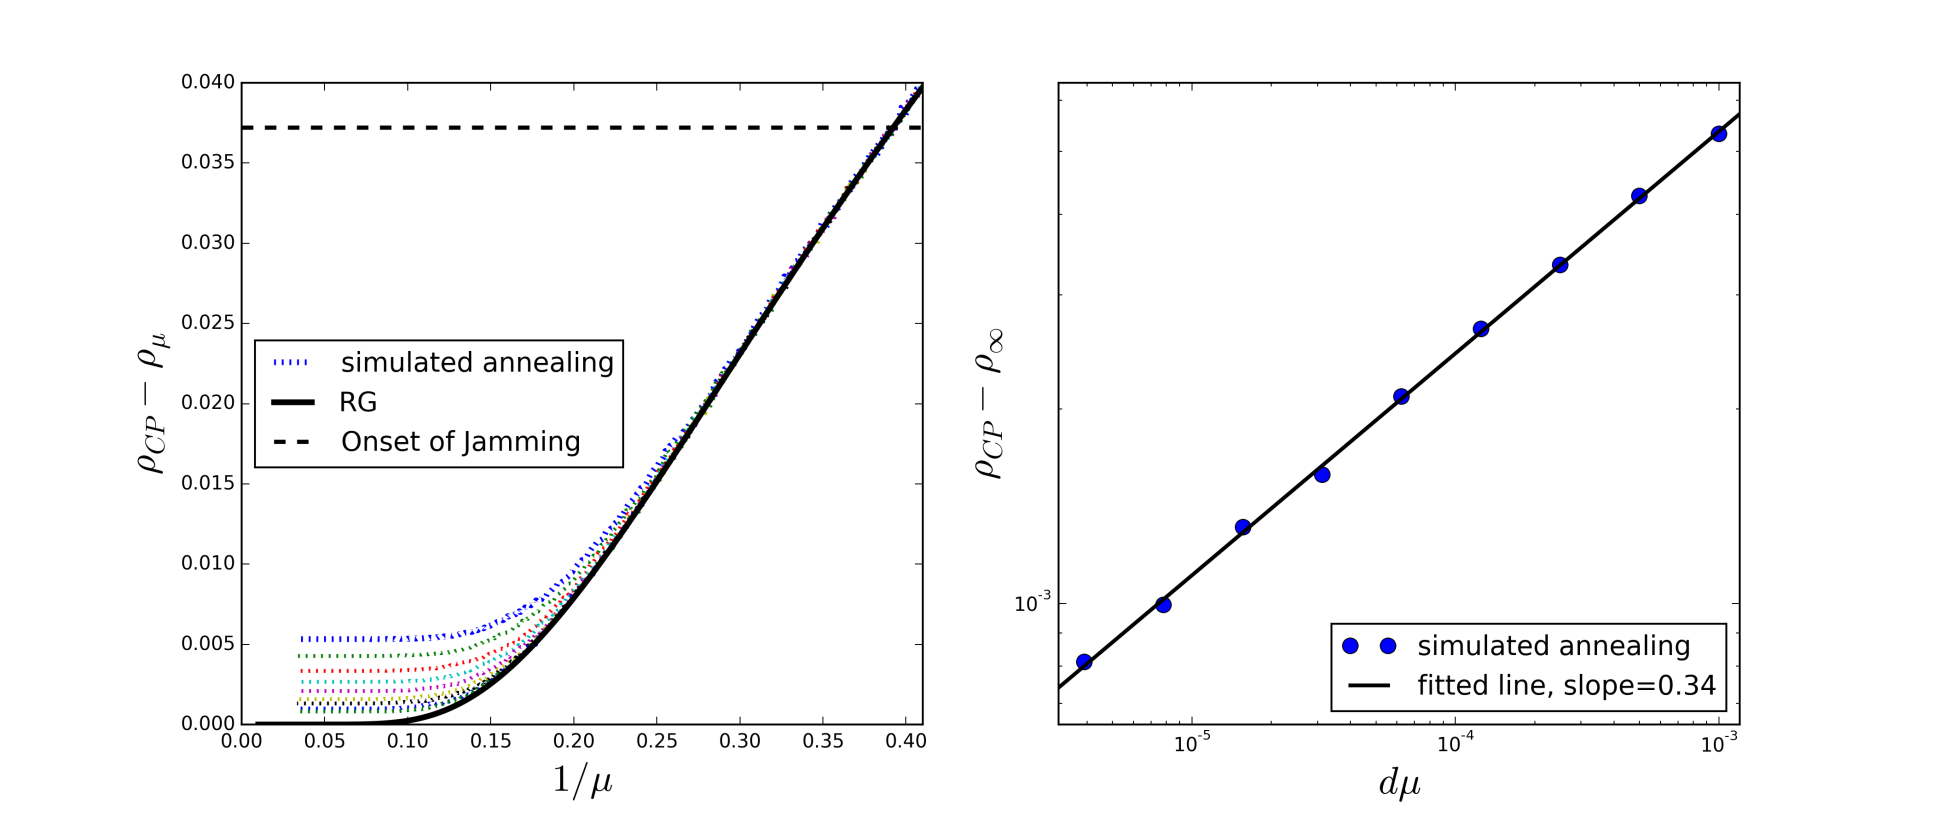 0.040
0.035
0.030
0.025
0.020
0.015
0.010
0.005
0.000
ρ_CP − ρ_μ
simulated annealing
RG
Onset of Jamming
0.00 0.05 0.10 0.15 0.20 0.25 0.30 0.35 0.40
1/μ
ρ_CP − ρ_∞
10^-3
simulated annealing
fitted line, slope=0.34
10^-5 10^-4 10^-3
dμ